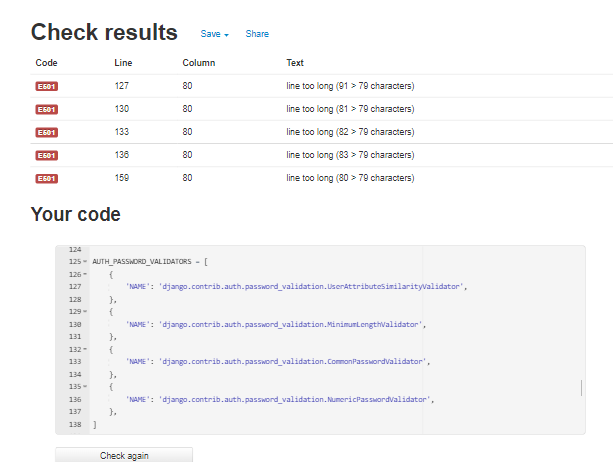 Check results Save Share
Code Line Column Text
E501 127 80 line too long (91 > 79 characters)
E501 130 80 line too long (81 > 79 characters)
E501 133 80 line too long (82 > 79 characters)
E501 136 80 line too long (83 > 79 characters)
E501 159 80 line too long (80 > 79 characters)
Your code
124
125 AUTH_PASSWORD_VALIDATORS = [
126 {
127 'NAME': 'django.contrib.auth.password_validation.UserAttributeSimilarityValidator',
128 },
129 {
130 'NAME': 'django.contrib.auth.password_validation.MinimumLengthValidator',
131 },
132 {
133 'NAME': 'django.contrib.auth.password_validation.CommonPasswordValidator',
134 },
135 {
136 'NAME': 'django.contrib.auth.password_validation.NumericPasswordValidator',
137 },
138 ]
Check again